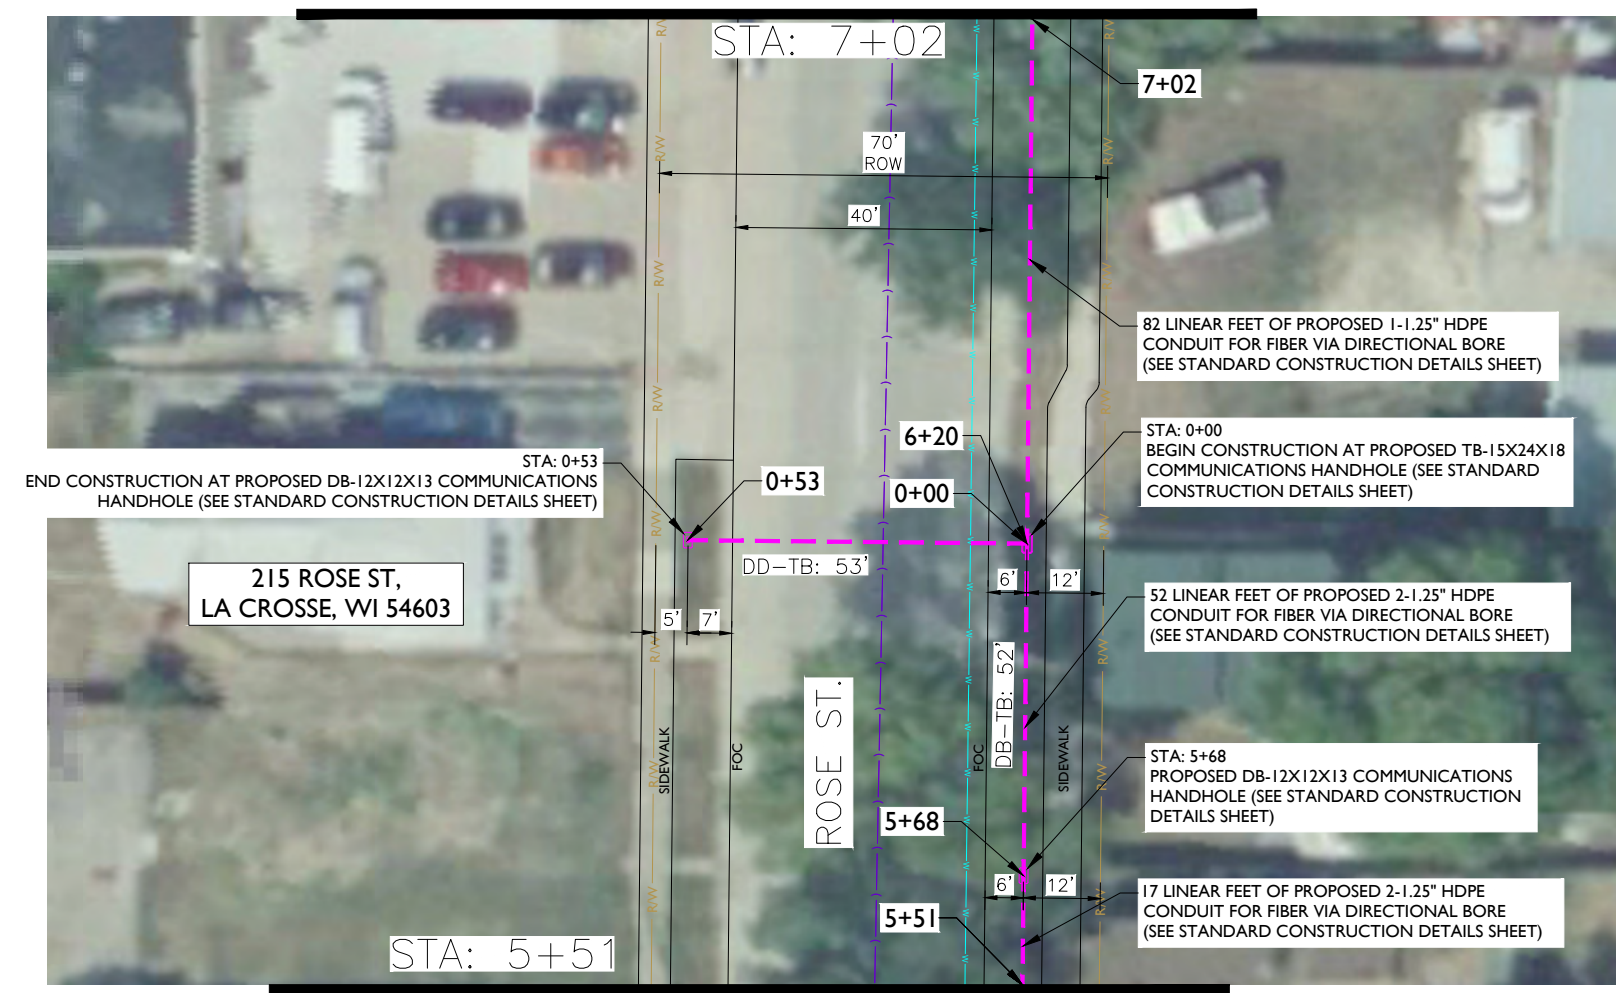 STA: 7+02
7+02
70'
ROW
40'
82 LINEAR FEET OF PROPOSED 1-1.25" HDPE
CONDUIT FOR FIBER VIA DIRECTIONAL BORE
(SEE STANDARD CONSTRUCTION DETAILS SHEET)
6+20
STA: 0+00
BEGIN CONSTRUCTION AT PROPOSED TB-15X24X18
COMMUNICATIONS HANDHOLE (SEE STANDARD
CONSTRUCTION DETAILS SHEET)
STA: 0+53
END CONSTRUCTION AT PROPOSED DB-12X12X13 COMMUNICATIONS
HANDHOLE (SEE STANDARD CONSTRUCTION DETAILS SHEET)
0+53
0+00
DD-TB: 53'
215 ROSE ST,
LA CROSSE, WI 54603
6'
12'
5'
7'
52 LINEAR FEET OF PROPOSED 2-1.25" HDPE
CONDUIT FOR FIBER VIA DIRECTIONAL BORE
(SEE STANDARD CONSTRUCTION DETAILS SHEET)
DB-TB: 52'
ROSE ST.
SIDEWALK
FOC
FOC
SIDEWALK
STA: 5+68
PROPOSED DB-12X12X13 COMMUNICATIONS
HANDHOLE (SEE STANDARD CONSTRUCTION
DETAILS SHEET)
5+68
6'
12'
17 LINEAR FEET OF PROPOSED 2-1.25" HDPE
CONDUIT FOR FIBER VIA DIRECTIONAL BORE
(SEE STANDARD CONSTRUCTION DETAILS SHEET)
5+51
STA: 5+51
R/W
R/W
R/W
R/W
R/W
R/W
R/W
R/W
R/W
R/W
R/W
R/W
R/W
R/W